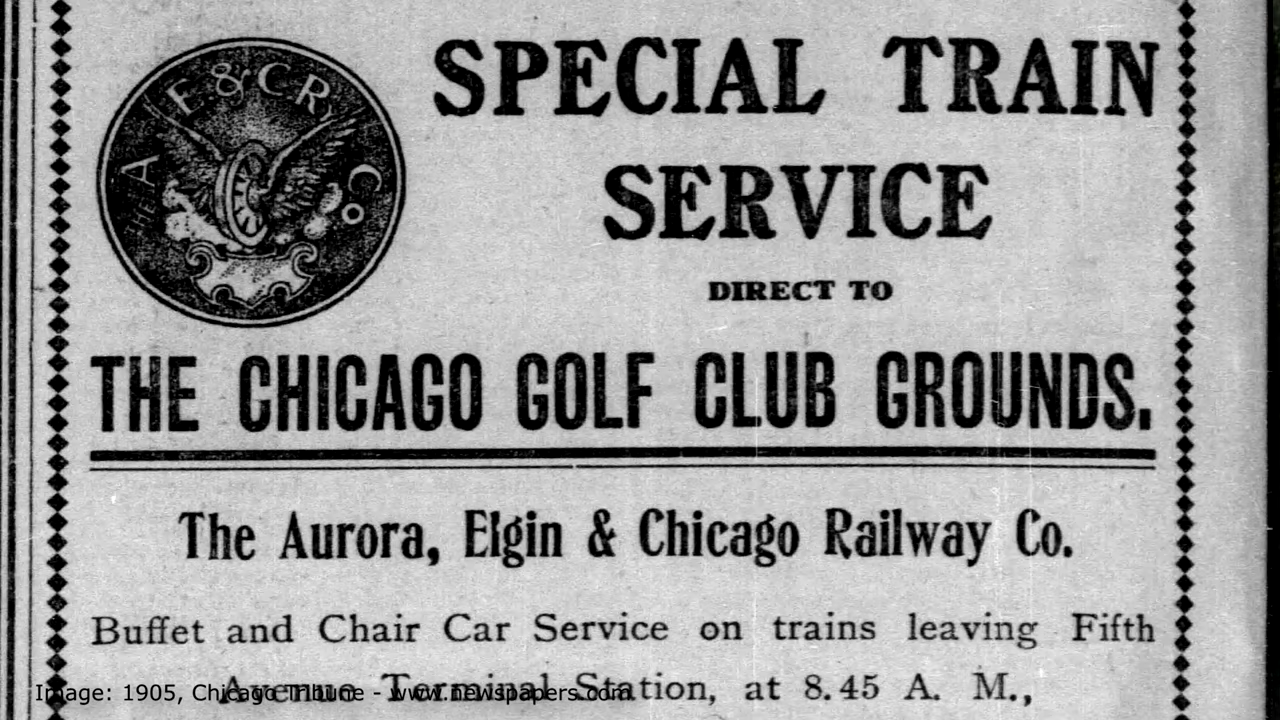 THE A E & C RY Co
SPECIAL TRAIN
SERVICE
DIRECT TO
THE CHICAGO GOLF CLUB GROUNDS.
The Aurora, Elgin & Chicago Railway Co.
Buffet and Chair Car Service on trains leaving Fifth
Avenue Terminal Station, at 8.45 A. M.,
Image: 1905, Chicago Tribune - www.newspapers.com